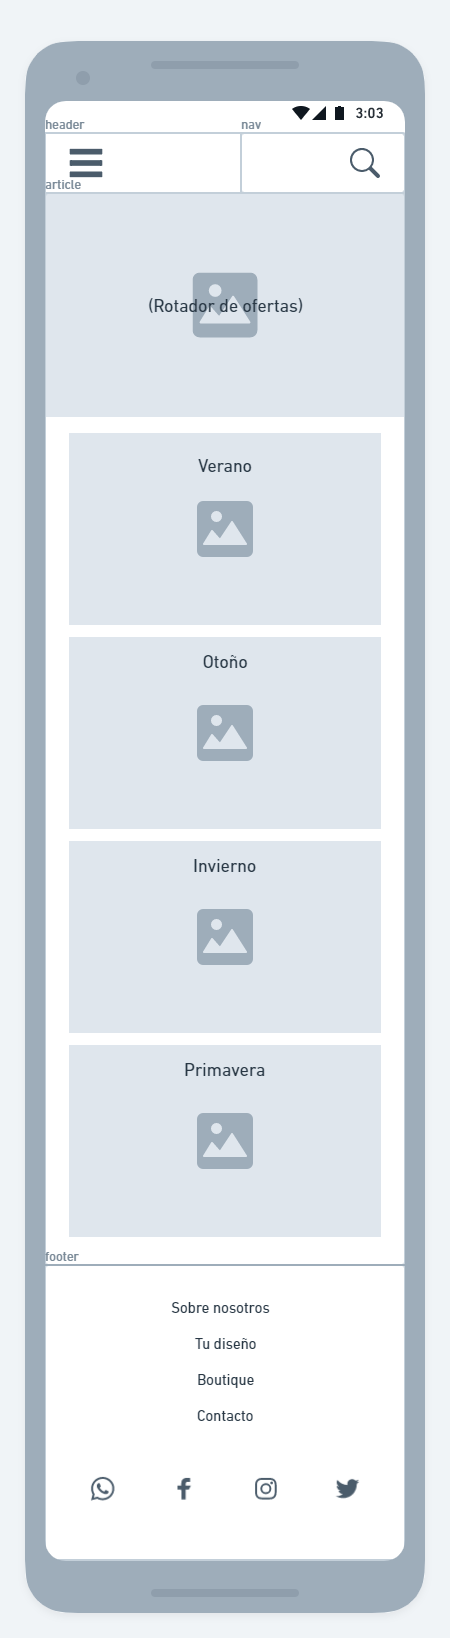 3:03
header
nav
article
(Rotador de ofertas)
Verano
Otoño
Invierno
Primavera
footer
Sobre nosotros
Tu diseño
Boutique
Contacto